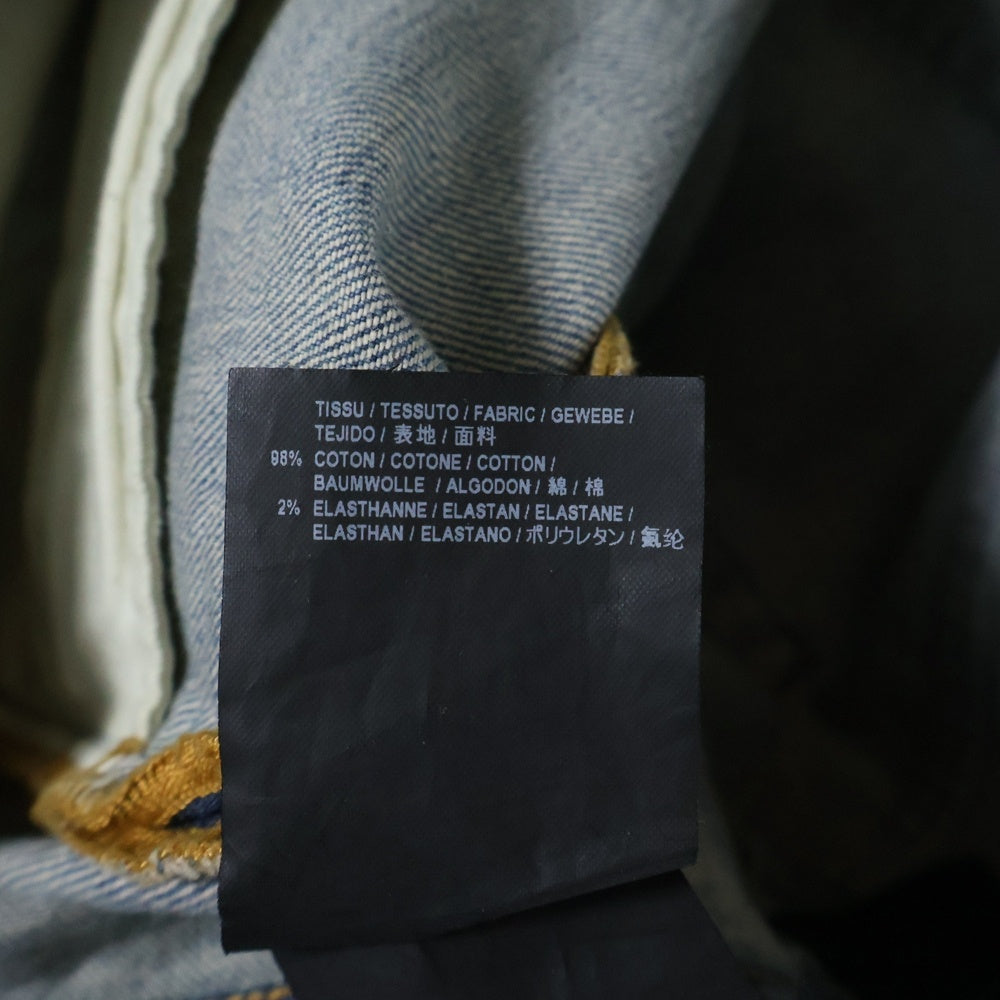 TISSU / TESSUTO / FABRIC / GEWEBE /
TEJIDO / 表地 / 面料
98% COTON / COTONE / COTTON /
BAUMWOLLE / ALGODON / 綿 / 棉
2% ELASTHANNE / ELASTAN / ELASTANE /
ELASTHAN / ELASTANO / ポリウレタン / 氨纶